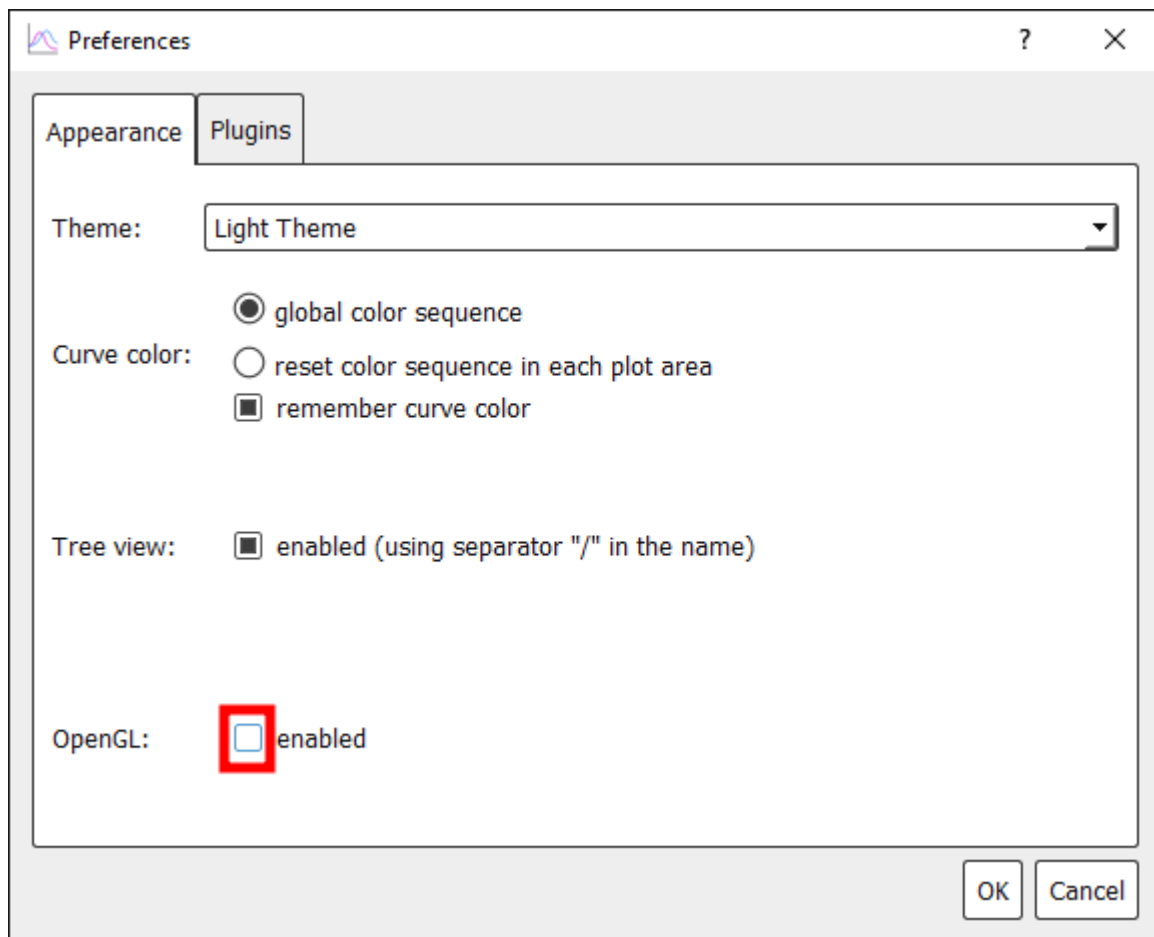 Preferences
Appearance
Plugins
Theme:
Light Theme
Curve color:
global color sequence
reset color sequence in each plot area
remember curve color
Tree view:
enabled (using separator "/" in the name)
OpenGL:
enabled
OK
Cancel